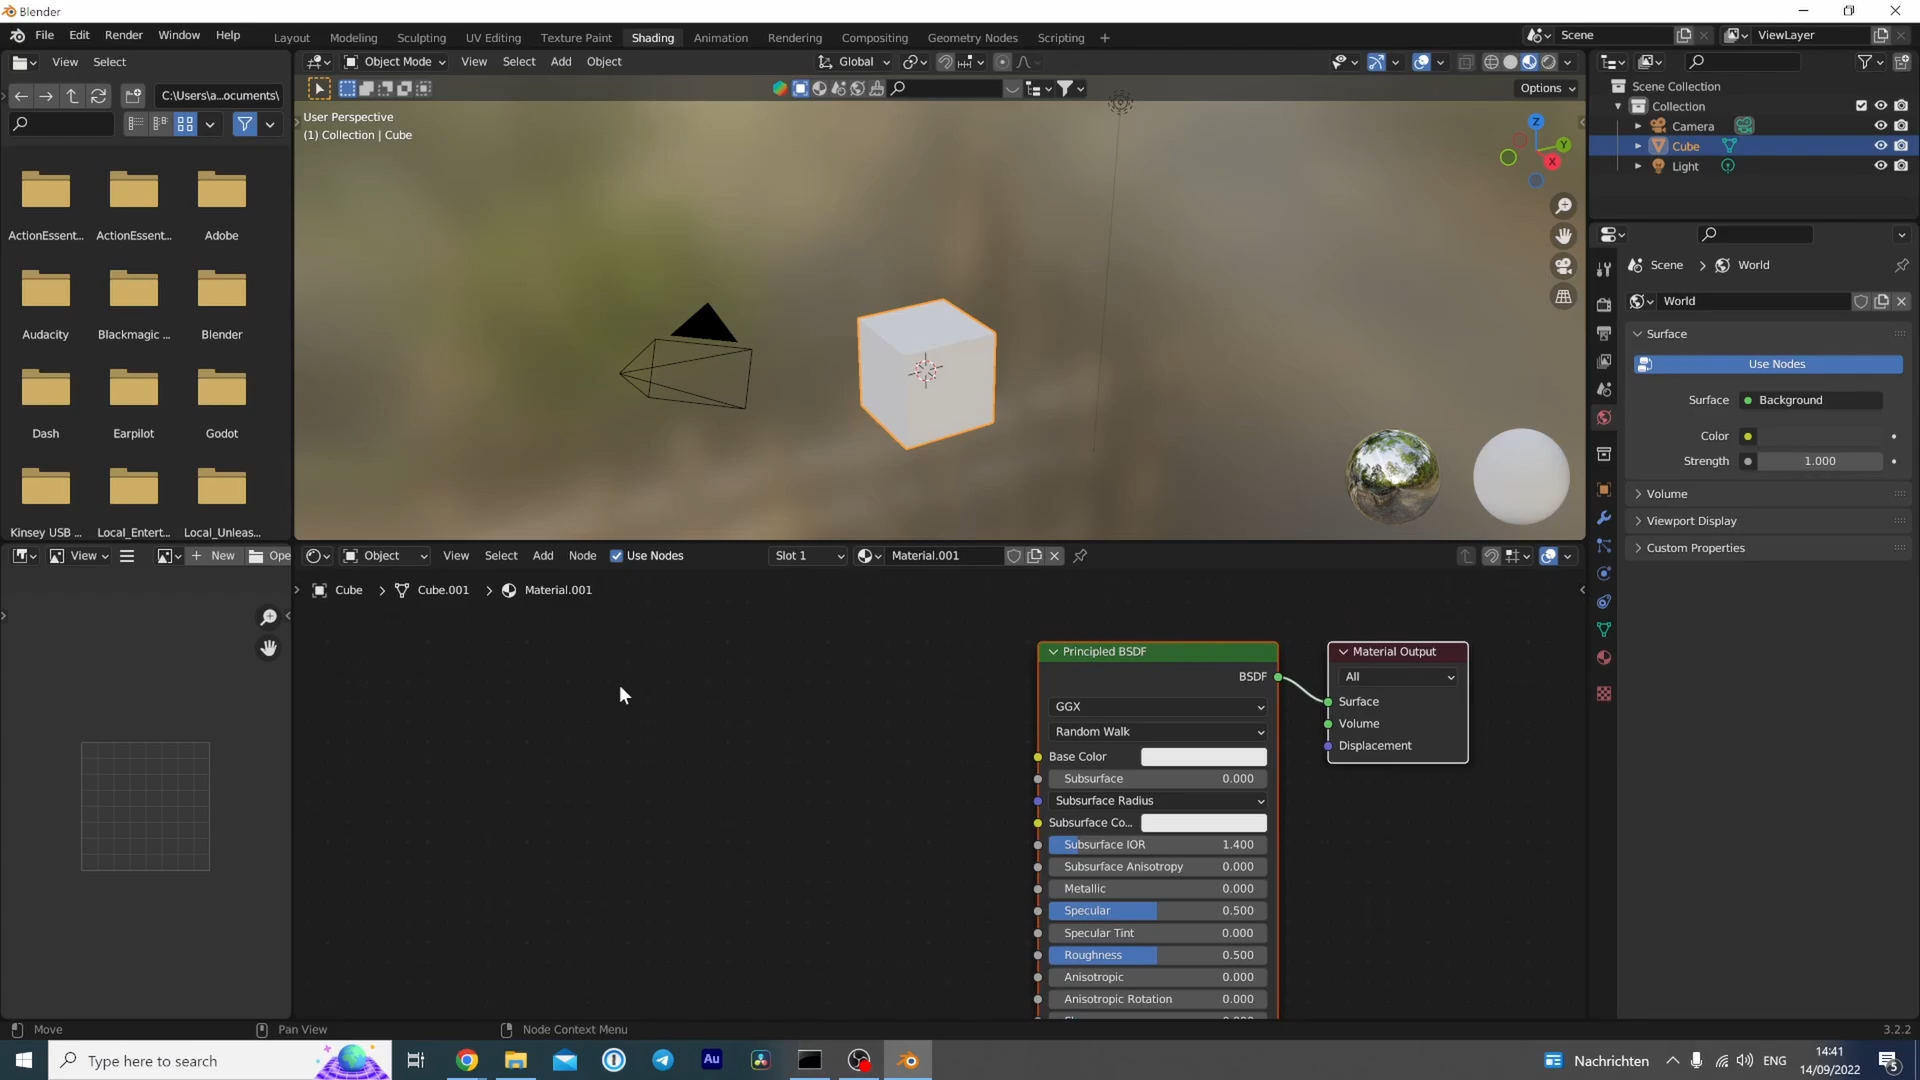 Blender
File Edit Render Window Help
Layout Modeling Sculpting UV Editing Texture Paint Shading Animation Rendering Compositing Geometry Nodes Scripting
Scene
ViewLayer
View Select
C:\Users\a...ocuments\
ActionEssent... ActionEssent... Adobe
Audacity Blackmagic ... Blender
Dash Earpilot Godot
Kinsey USB ... Local_Entert... Local_Unleas...
Object Mode View Select Add Object
Global
Options
User Perspective
(1) Collection | Cube
Z
Y
X
Scene Collection
Collection
Camera
Cube
Light
Scene World
World
Surface
Use Nodes
Surface Background
Color
Strength 1.000
Volume
Viewport Display
Custom Properties
View New Ope
Object View Select Add Node Use Nodes
Slot 1 Material.001
Cube Cube.001 Material.001
Principled BSDF
BSDF
GGX
Random Walk
Base Color
Subsurface 0.000
Subsurface Radius
Subsurface Co...
Subsurface IOR 1.400
Subsurface Anisotropy 0.000
Metallic 0.000
Specular 0.500
Specular Tint 0.000
Roughness 0.500
Anisotropic 0.000
Anisotropic Rotation 0.000
Material Output
All
Surface
Volume
Displacement
Move Pan View Node Context Menu
3.2.2
Type here to search
Au
Nachrichten
ENG
14:41
14/09/2022
5